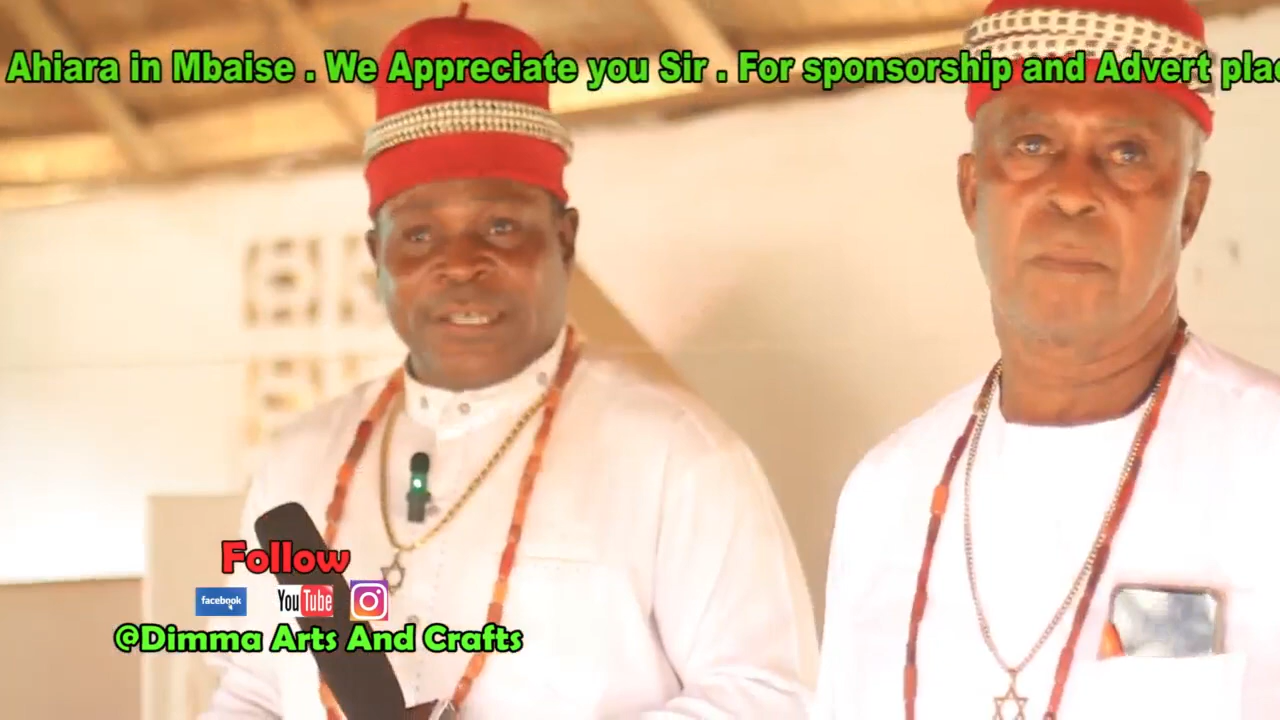 Ahiara in Mbaise . We Appreciate you Sir . For sponsorship and Advert
Follow
facebook YouTube
@Dimma Arts And Crafts